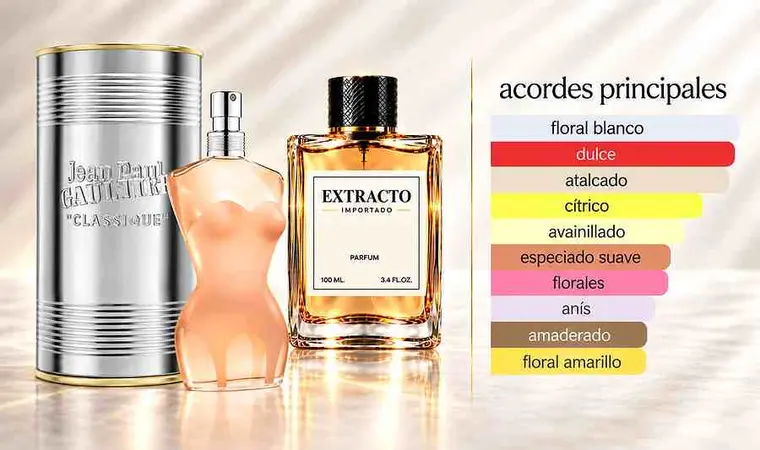 Jean Paul
GAULTIER
"CLASSIQUE"
EXTRACTO
IMPORTADO
PARFUM
100 ML.
3.4 FL.OZ.
acordes principales
floral blanco
dulce
atalcado
cítrico
avainillado
especiado suave
florales
anís
amaderado
floral amarillo